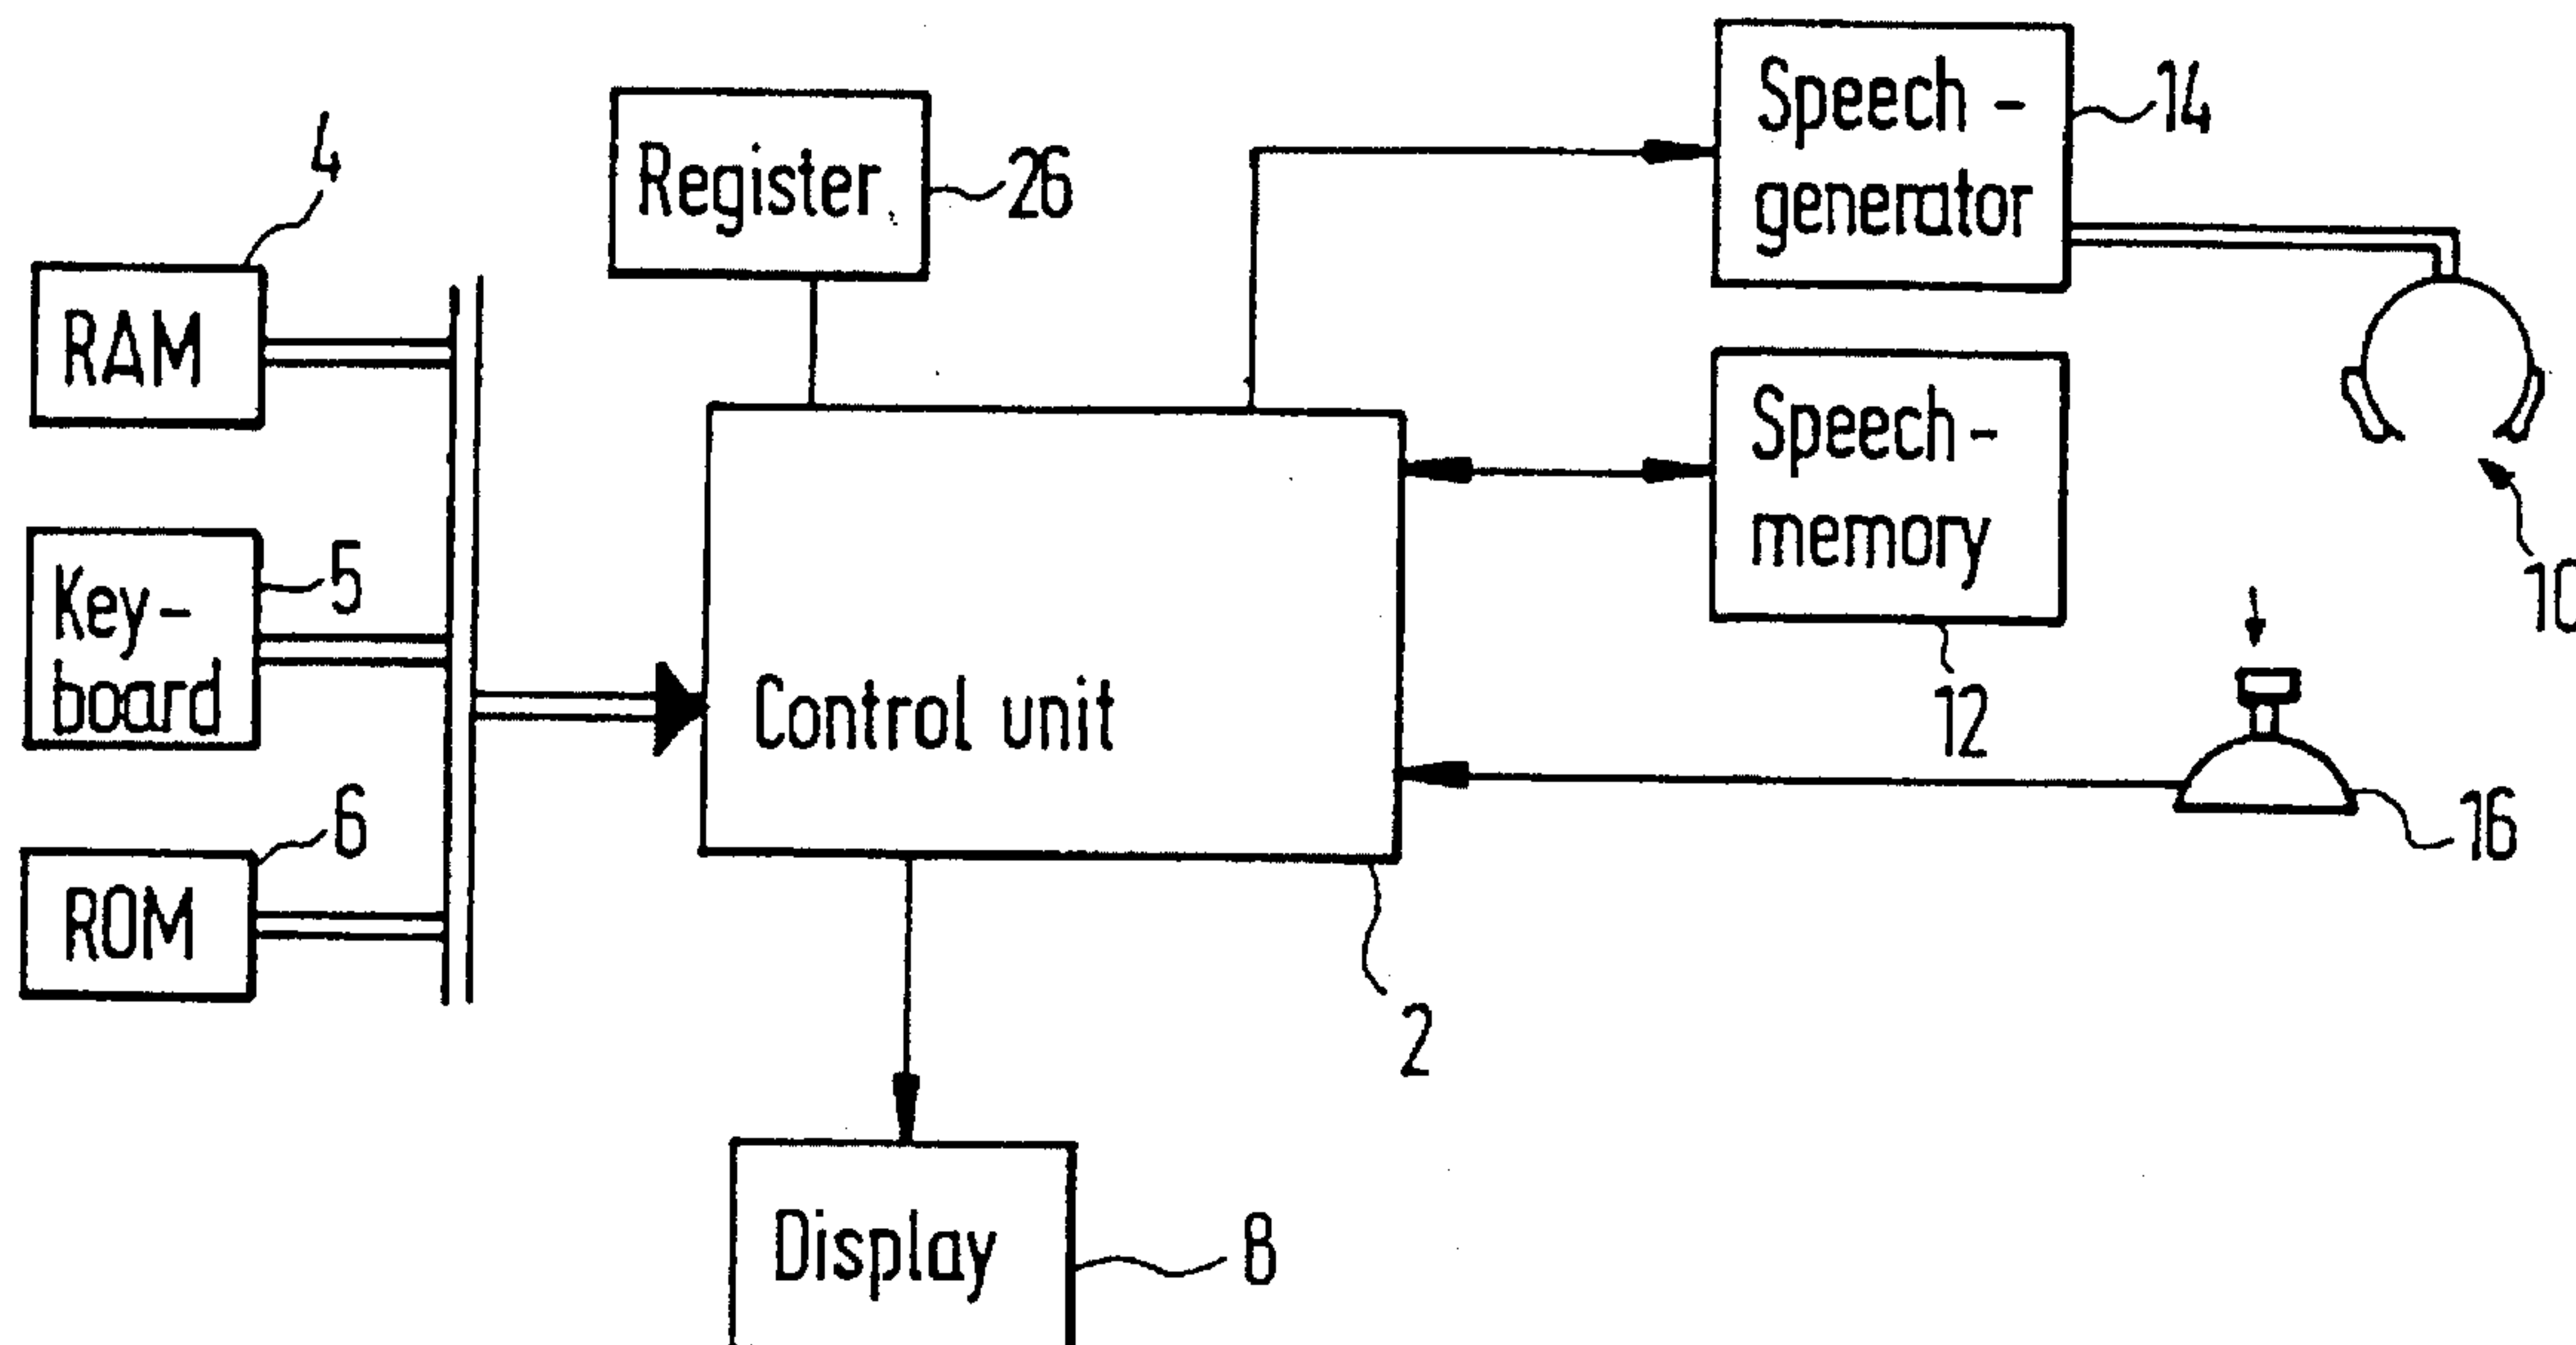 Speech-
generator
14
4
Register
26
RAM
Speech-
memory
10
Key-
board
5
12
Control unit
6
ROM
16
2
Display
8